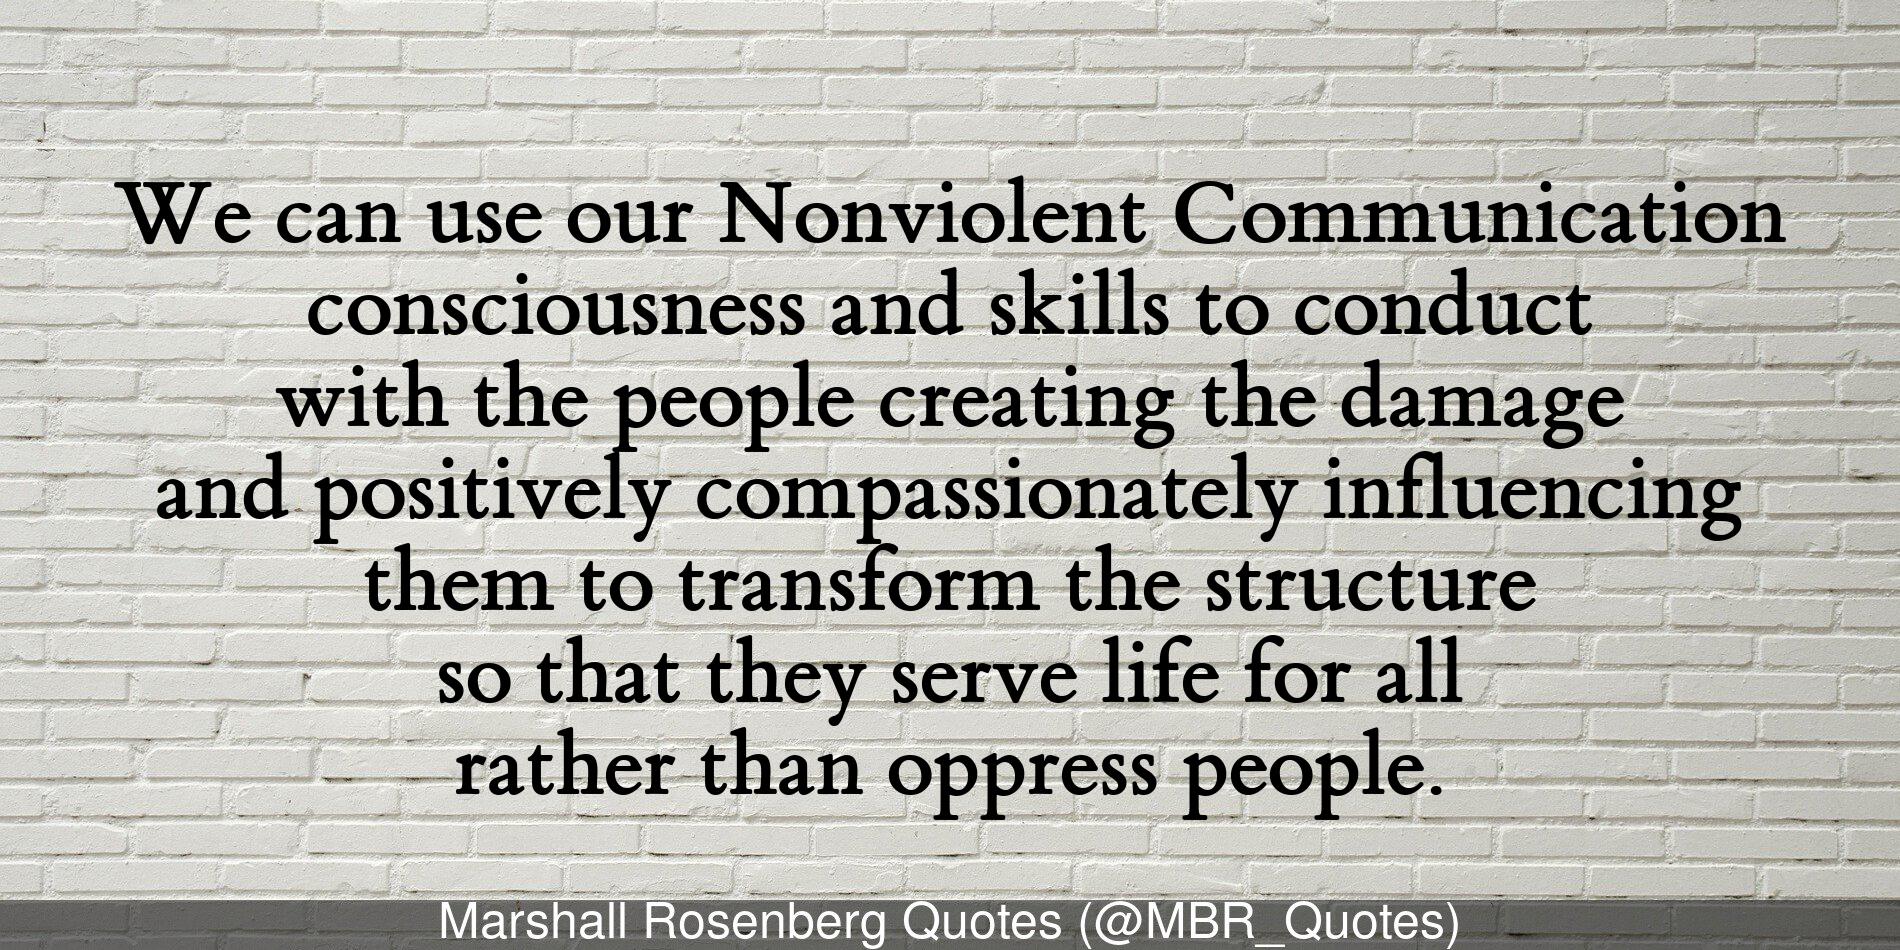 We can use our Nonviolent Communication
consciousness and skills to conduct
with the people creating the damage
and positively compassionately influencing
them to transform the structure
so that they serve life for all
rather than oppress people.
Marshall Rosenberg Quotes (@MBR_Quotes)